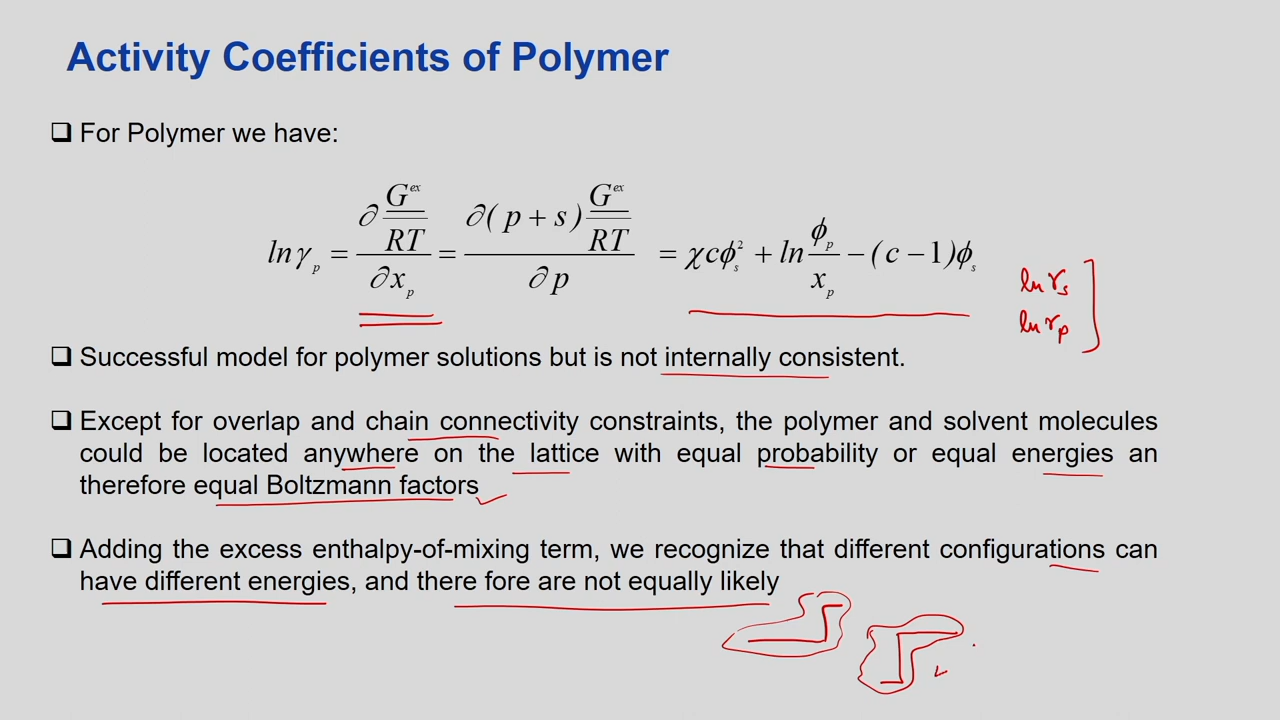 Activity Coefficients of Polymer
❑ For Polymer we have:
ln γ_p = ∂(G^ex/RT)/∂x_p = ∂(p + s)(G^ex/RT)/∂p = χcϕ_s^2 + ln(ϕ_p/x_p) − (c − 1)ϕ_s
ln γ_s
ln γ_p
❑ Successful model for polymer solutions but is not internally consistent.
❑ Except for overlap and chain connectivity constraints, the polymer and solvent molecules
could be located anywhere on the lattice with equal probability or equal energies an
therefore equal Boltzmann factors
❑ Adding the excess enthalpy-of-mixing term, we recognize that different configurations can
have different energies, and there fore are not equally likely